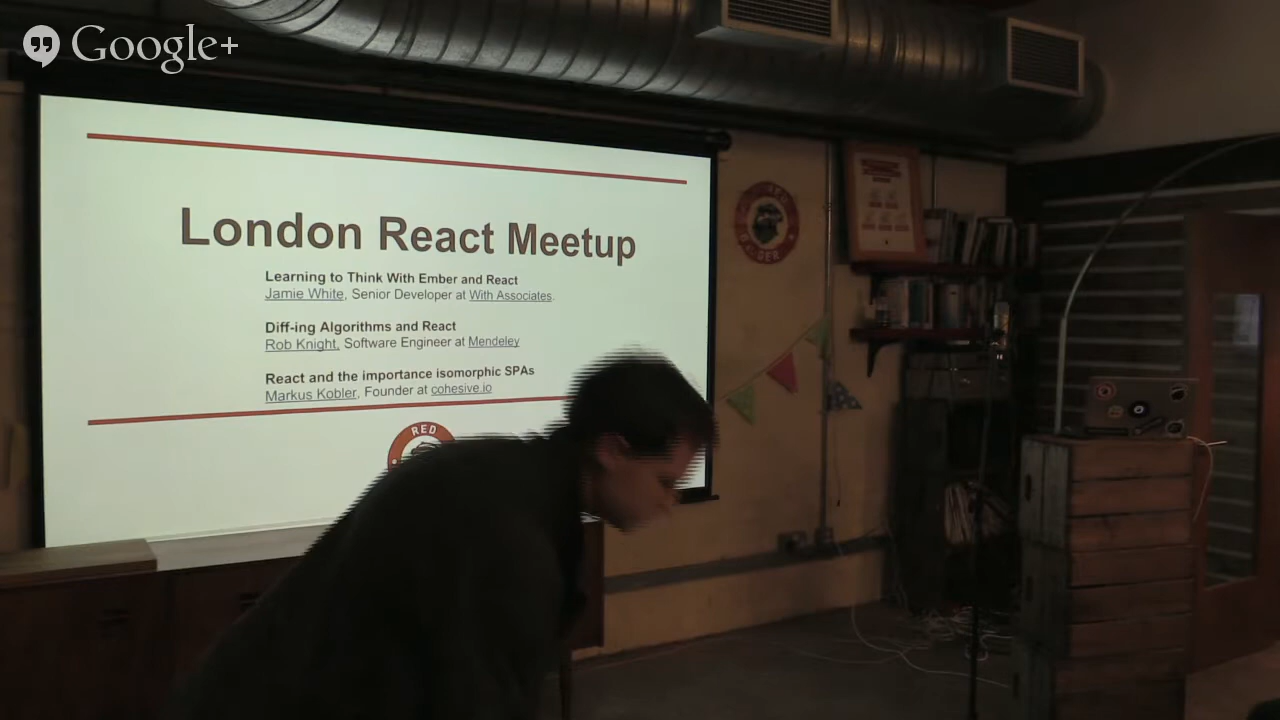 Google+
London React Meetup
Learning to Think With Ember and React
Jamie White, Senior Developer at With Associates.
Diff-ing Algorithms and React
Rob Knight, Software Engineer at Mendeley
React and the importance isomorphic SPAs
Markus Kobler, Founder at cohesive.io
RED